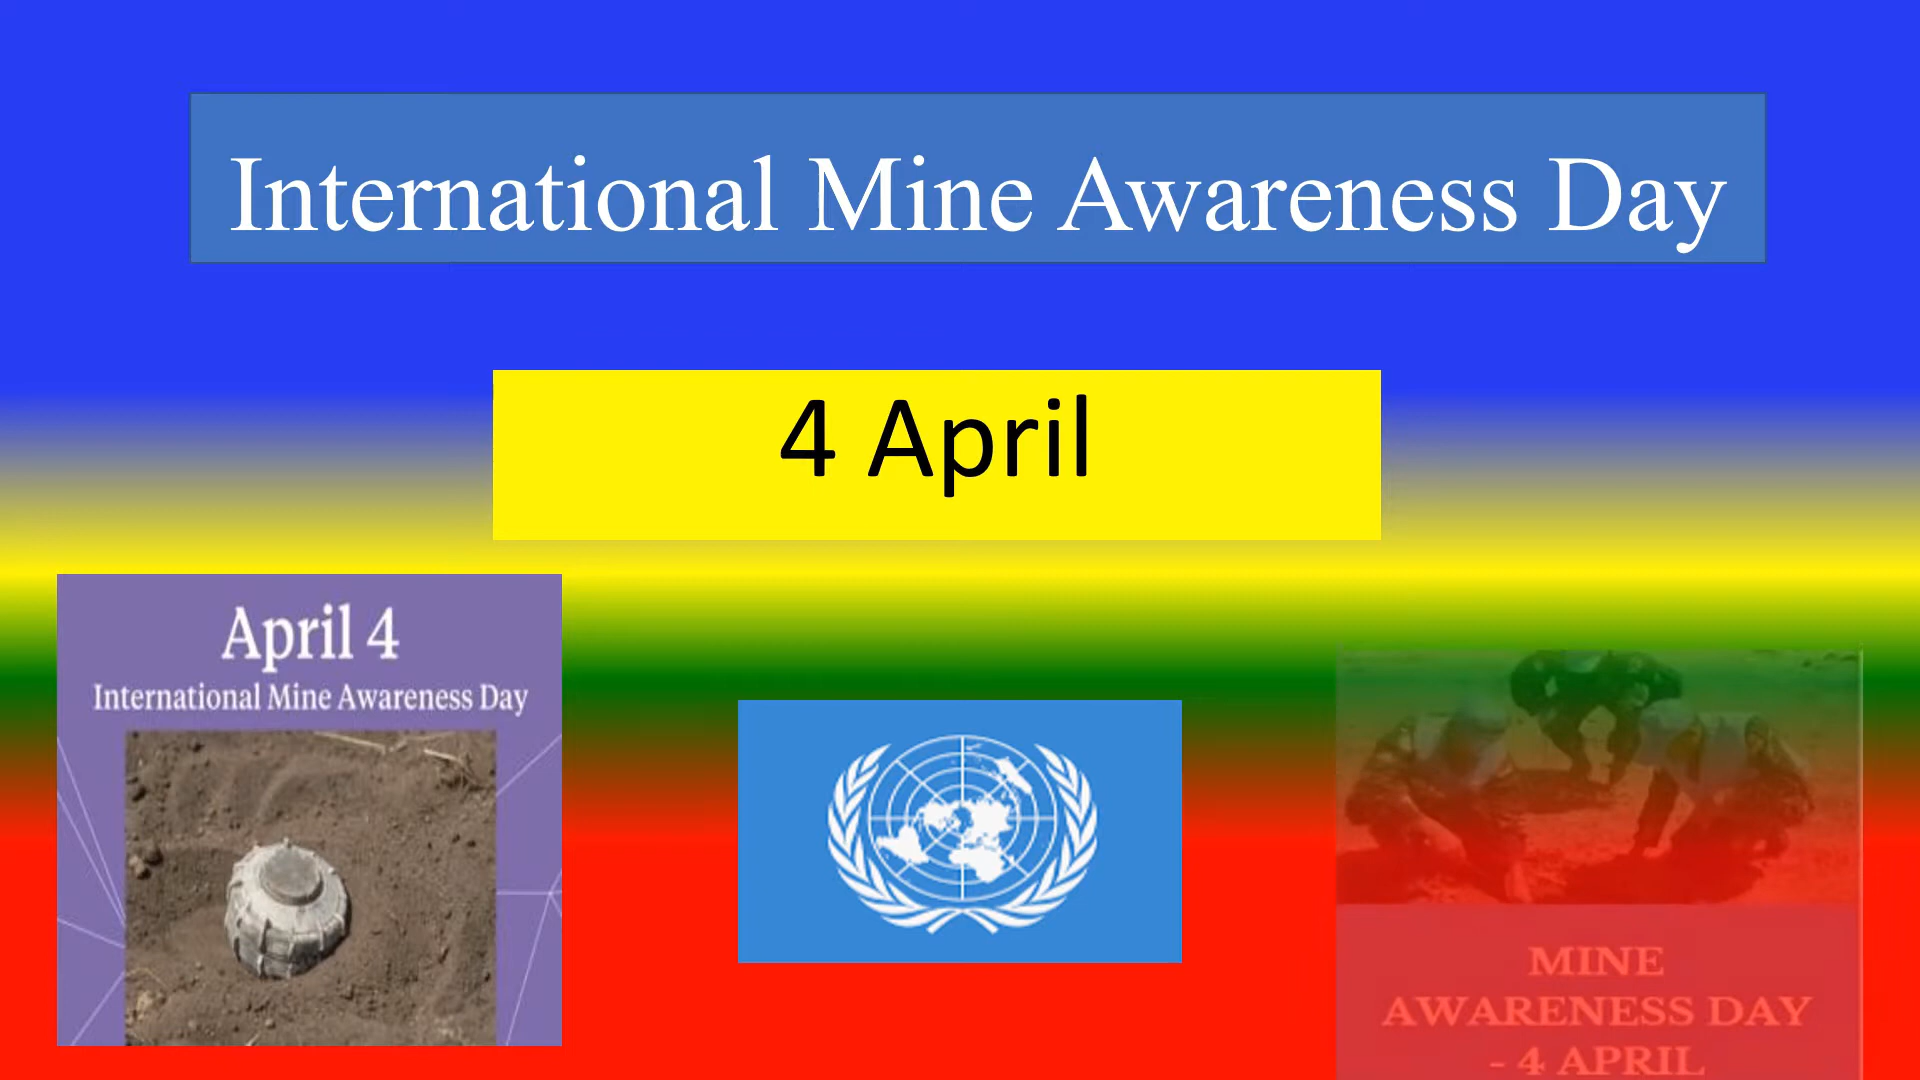 International Mine Awareness Day
4 April
April 4
International Mine Awareness Day
MINE
AWARENESS DAY
- 4 APRIL